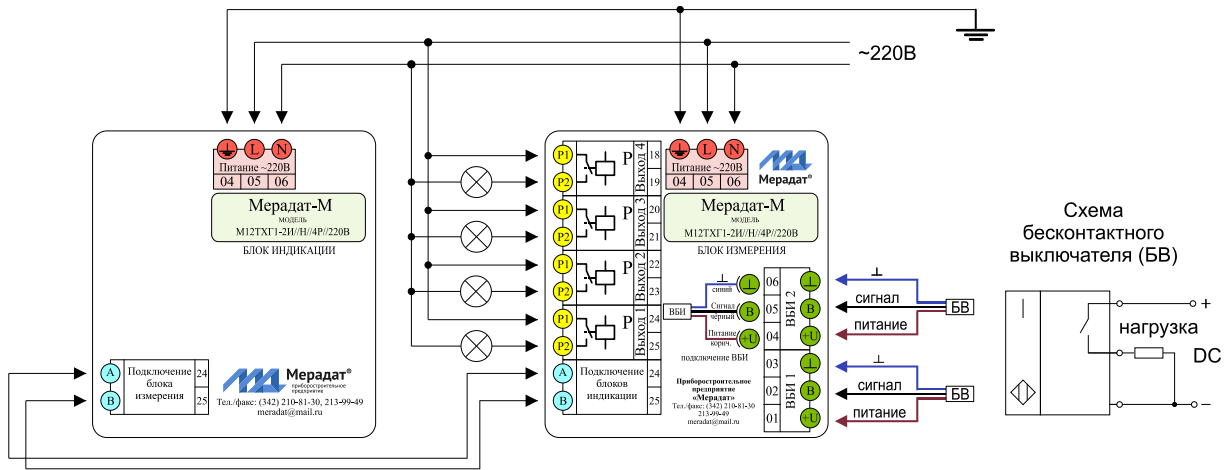 ~220В
L
N
Питание ~220В
04 05 06
Мерадат-М
МОДЕЛЬ
М12ТХГ1-2И//Н//4Р//220В
БЛОК ИНДИКАЦИИ
A
B
Подключение
блока
измерения
24
25
Мерадат®
приборостроительное
предприятие
Тел./факс: (342) 210-81-30, 213-99-49
meradat@mail.ru
P1
P2
P
Выход 4
18
19
P1
P2
P
Выход 3
20
21
P1
P2
P
Выход 2
22
23
P1
P2
P
Выход 1
24
25
A
B
Подключение
блоков
индикации
24
25
L
N
Питание ~220В
04 05 06
Мерадат®
Мерадат-М
МОДЕЛЬ
М12ТХГ1-2И//Н//4Р//220В
БЛОК ИЗМЕРЕНИЯ
ВБИ
синий
Сигнал
чёрный
B
Питание
корич.
+U
подключение ВБИ
Приборостроительное
предприятие
«Мерадат»
Тел./факс: (342) 210-81-30
213-99-49
meradat@mail.ru
06
05
04
ВБИ 2
B
+U
03
02
01
ВБИ 1
B
+U
сигнал
питание
БВ
сигнал
питание
БВ
Схема
бесконтактного
выключателя (БВ)
+
нагрузка
DC
−